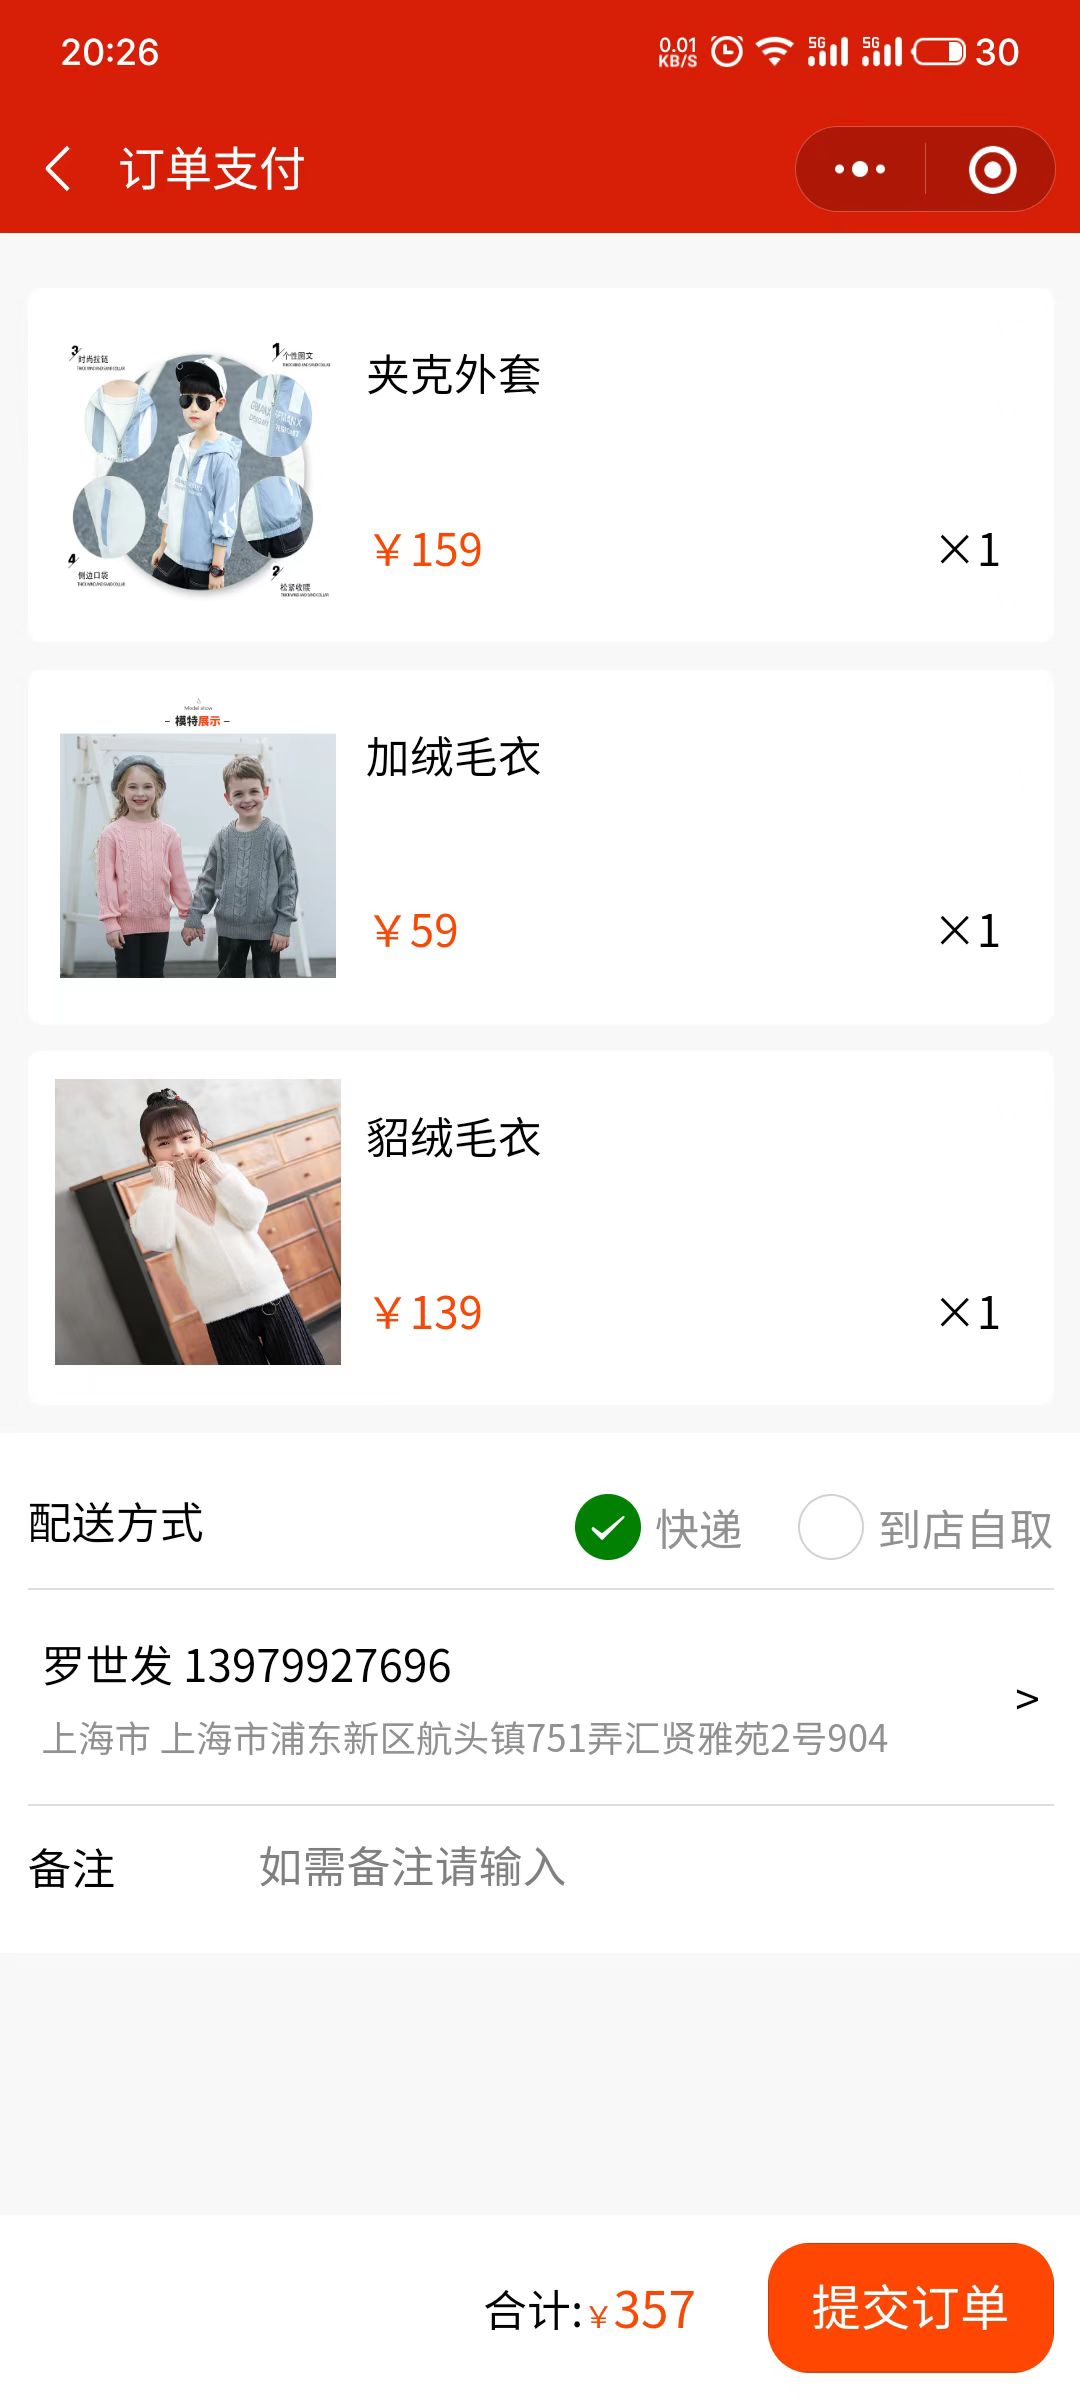 20:26
0.01 KB/S 5G 5G 30
订单支付
3 时尚拉链
1 个性图文
4 侧边口袋
2 松紧收腰
夹克外套
¥159 ×1
Model show
– 模特展示 –
加绒毛衣
¥59 ×1
貂绒毛衣
¥139 ×1
配送方式 快递 到店自取
罗世发 13979927696
>
上海市 上海市浦东新区航头镇751弄汇贤雅苑2号904
备注 如需备注请输入
合计:¥357 提交订单